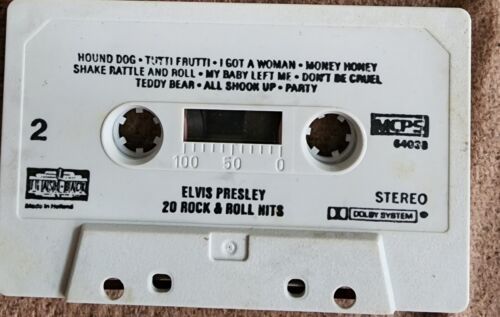 HOUND DOG • TUTTI FRUTTI • I GOT A WOMAN • MONEY HONEY
SHAKE RATTLE AND ROLL • MY BABY LEFT ME • DON'T BE CRUEL
TEDDY BEAR • ALL SHOOK UP • PARTY
2
MCPS
100 50 0
FLASH-BACK
Made in Holland
ELVIS PRESLEY
20 ROCK & ROLL HITS
STEREO
DOLBY SYSTEM